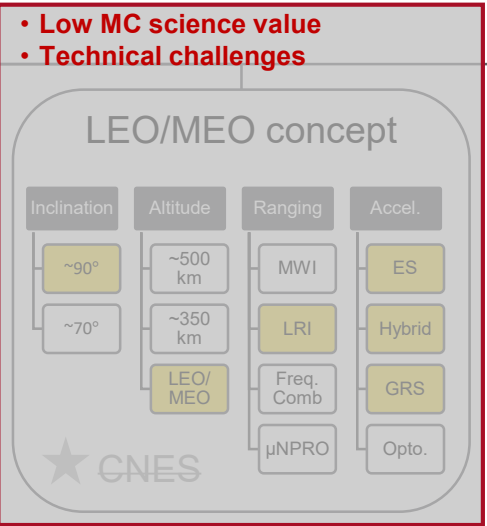 • Low MC science value
• Technical challenges
LEO/MEO concept
Inclination
~90°
~70°
Altitude
~500
km
~350
km
LEO/
MEO
Ranging
MWI
LRI
Freq.
Comb
µNPRO
Accel.
ES
Hybrid
GRS
Opto.
CNES